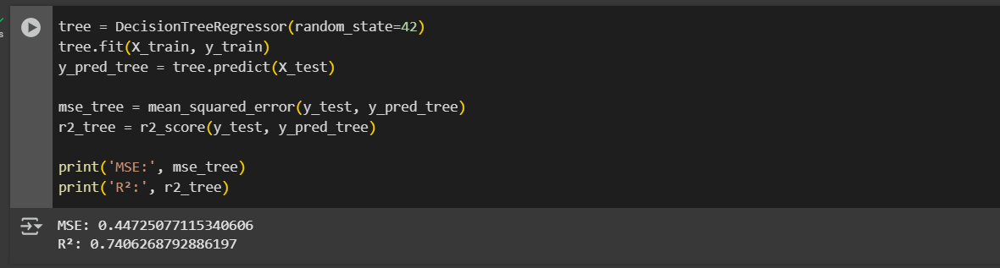 tree = DecisionTreeRegressor(random_state=42)
tree.fit(X_train, y_train)
y_pred_tree = tree.predict(X_test)
mse_tree = mean_squared_error(y_test, y_pred_tree)
r2_tree = r2_score(y_test, y_pred_tree)
print('MSE:', mse_tree)
print('R²:', r2_tree)
MSE: 0.44725077115340606
R²: 0.7406268792886197